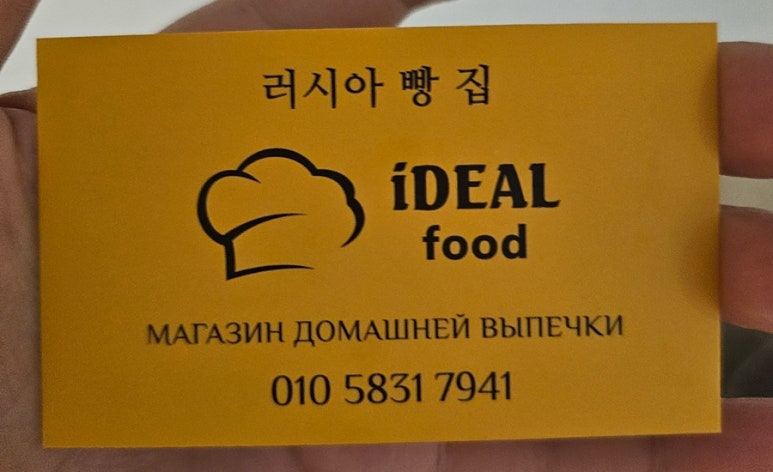 러시아 빵 집
iDEAL
food
МАГАЗИН ДОМАШНЕЙ ВЫПЕЧКИ
010 5831 7941